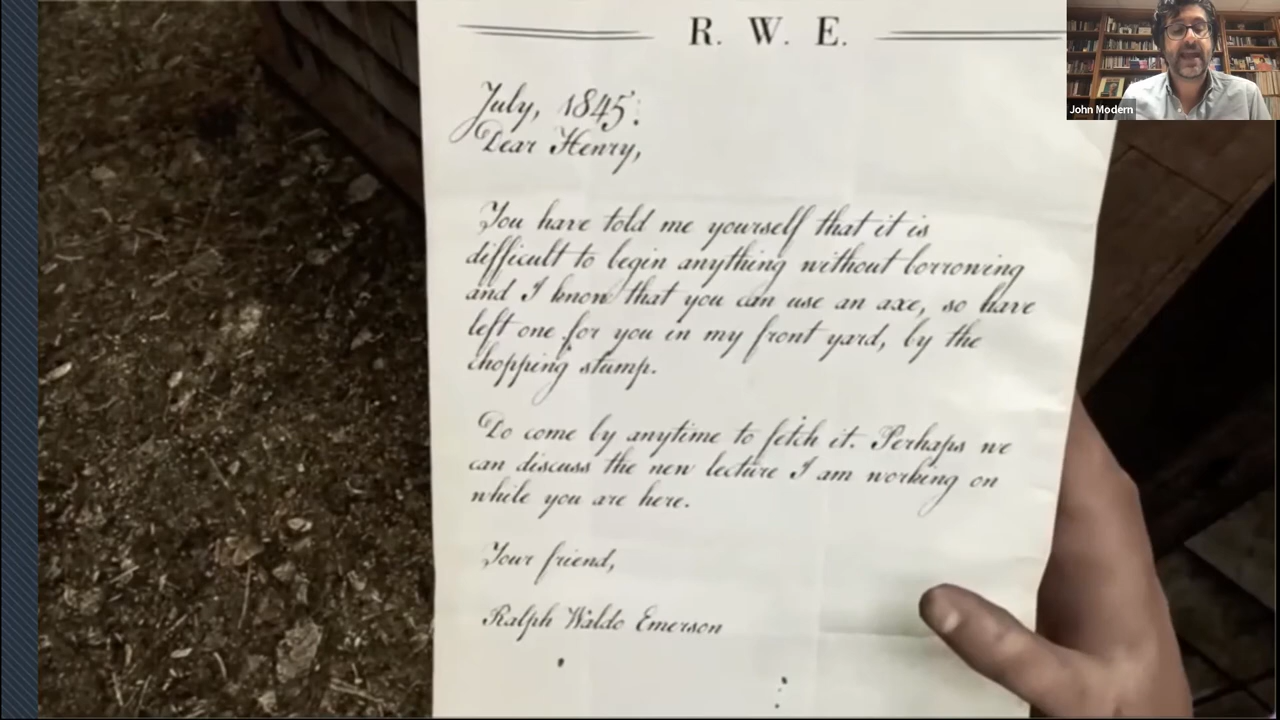 R. W. E.
John Modern
July, 1845.
Dear Henry,
You have told me yourself that it is
difficult to begin anything without borrowing
and I know that you can use an axe, so have
left one for you in my front yard, by the
chopping stump.
Do come by anytime to fetch it. Perhaps we
can discuss the new lecture I am working on
while you are here.
Your friend,
Ralph Waldo Emerson